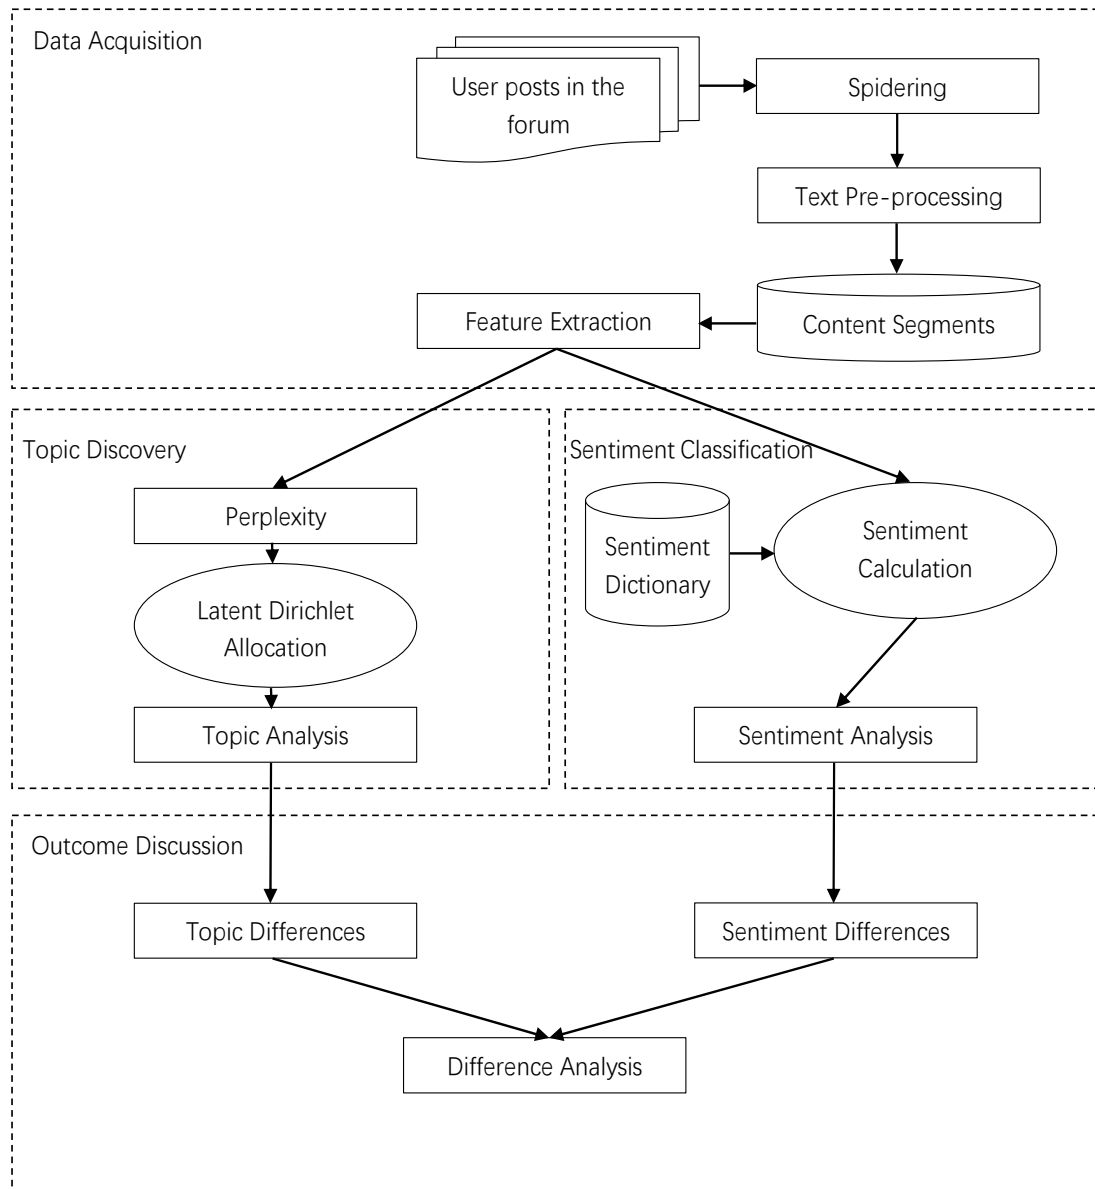 Data Acquisition
User posts in the
forum
Spidering
Text Pre-processing
Content Segments
Feature Extraction
Topic Discovery
Perplexity
Latent Dirichlet
Allocation
Topic Analysis
Sentiment Classification
Sentiment
Dictionary
Sentiment
Calculation
Sentiment Analysis
Outcome Discussion
Topic Differences
Sentiment Differences
Difference Analysis